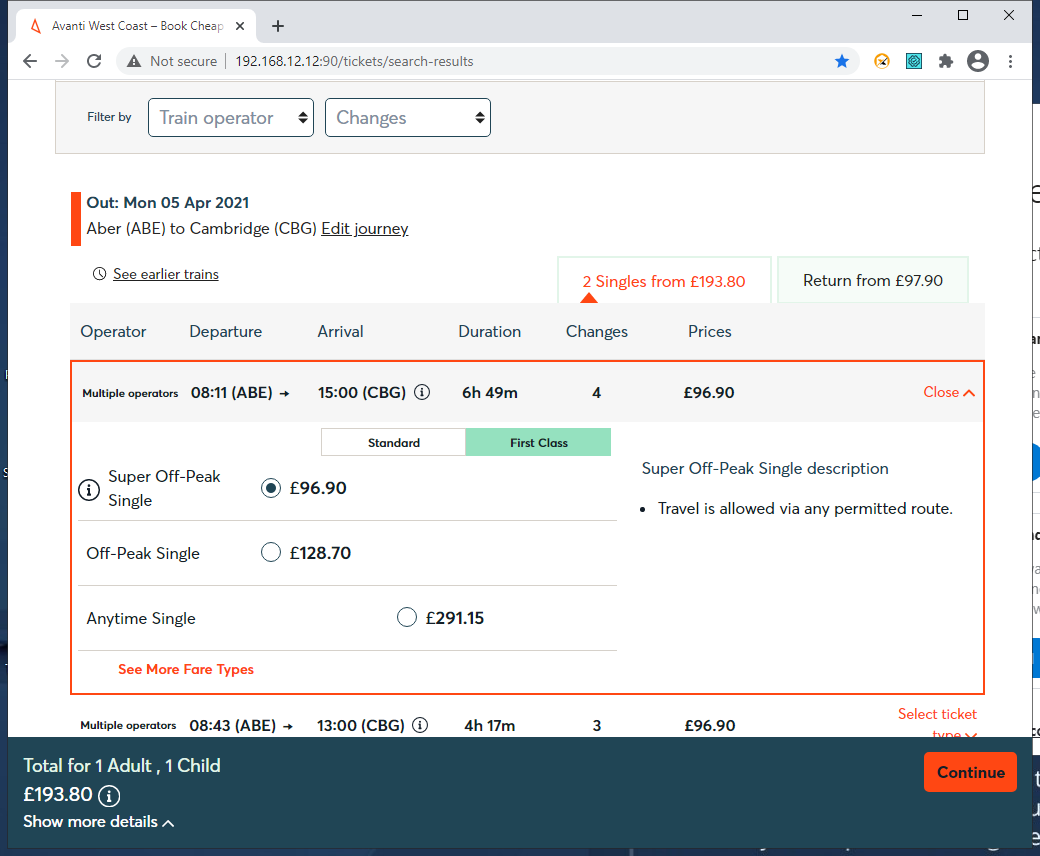 Avanti West Coast – Book Cheap
Not secure
192.168.12.12:90/tickets/search-results
Filter by
Train operator
Changes
Out: Mon 05 Apr 2021
Aber (ABE) to Cambridge (CBG) Edit journey
See earlier trains
2 Singles from £193.80
Return from £97.90
Operator Departure Arrival Duration Changes Prices
Multiple operators 08:11 (ABE) → 15:00 (CBG) 6h 49m 4 £96.90 Close
Standard First Class
Super Off-Peak
Single
£96.90
Super Off-Peak Single description
• Travel is allowed via any permitted route.
Off-Peak Single £128.70
Anytime Single £291.15
See More Fare Types
Multiple operators 08:43 (ABE) → 13:00 (CBG) 4h 17m 3 £96.90 Select ticket
type
Total for 1 Adult , 1 Child
£193.80
Show more details
Continue